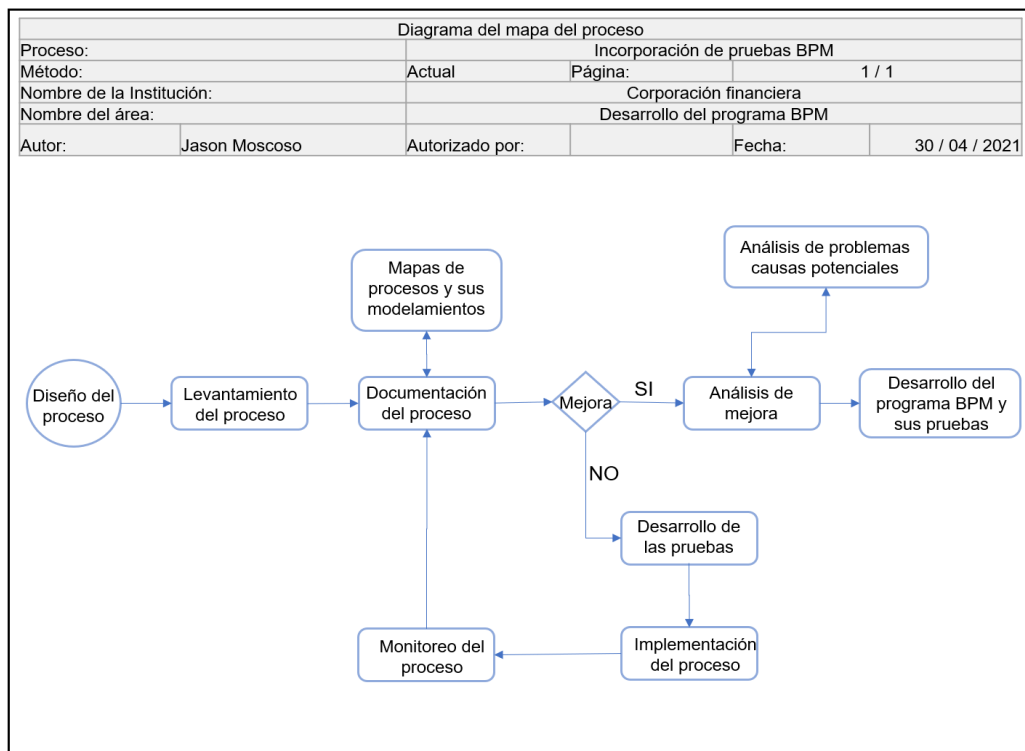 Diagrama del mapa del proceso
Proceso: Incorporación de pruebas BPM
Método: Actual Página: 1 / 1
Nombre de la Institución: Corporación financiera
Nombre del área: Desarrollo del programa BPM
Autor: Jason Moscoso Autorizado por: Fecha: 30 / 04 / 2021
Análisis de problemas
causas potenciales
Mapas de
procesos y sus
modelamientos
Diseño del
proceso
Levantamiento
del proceso
Documentación
del proceso
Mejora
SI
Análisis de
mejora
Desarrollo del
programa BPM y
sus pruebas
NO
Desarrollo de
las pruebas
Monitoreo del
proceso
Implementación
del proceso